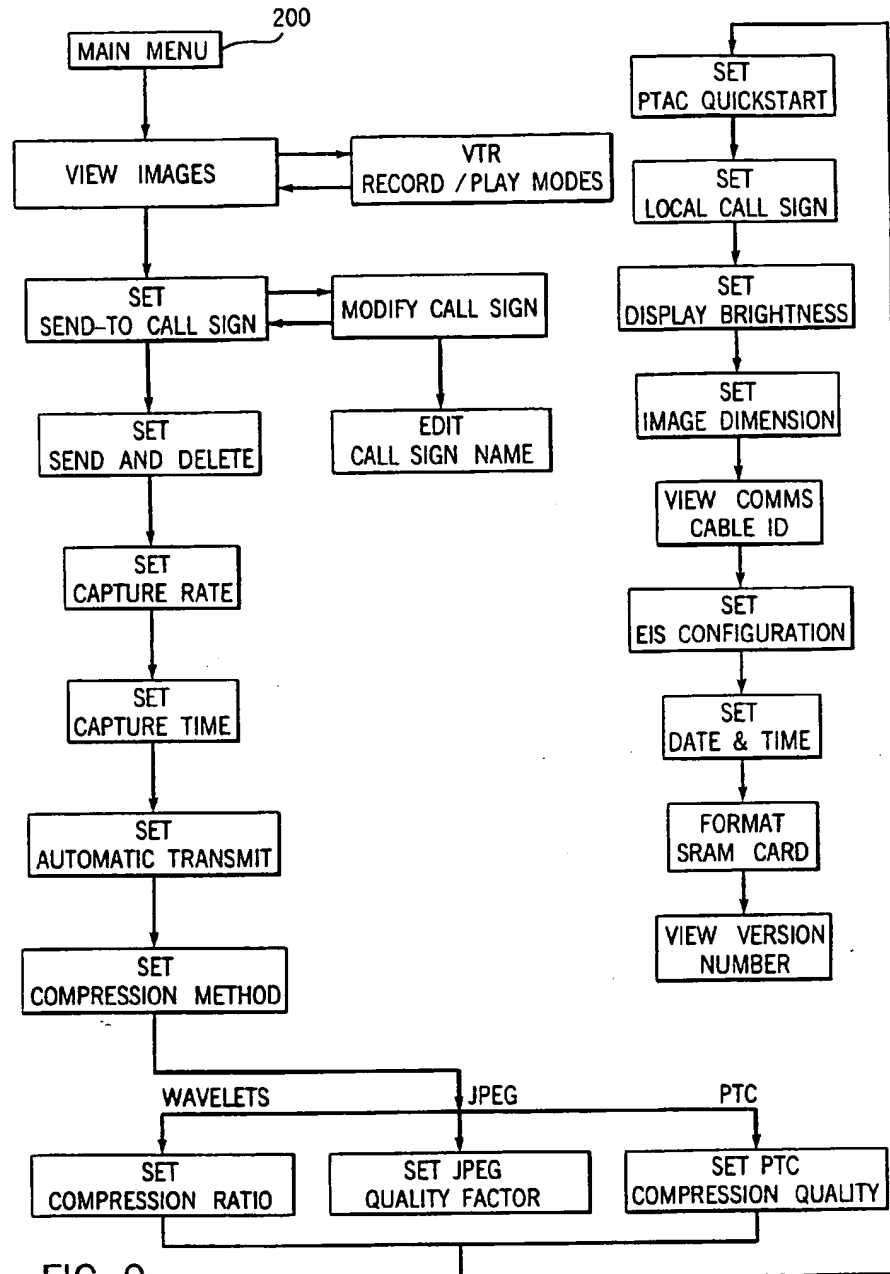 200
MAIN MENU
VIEW IMAGES
VTR
RECORD / PLAY MODES
SET
SEND-TO CALL SIGN
MODIFY CALL SIGN
SET
SEND AND DELETE
EDIT
CALL SIGN NAME
SET
CAPTURE RATE
SET
CAPTURE TIME
SET
AUTOMATIC TRANSMIT
SET
COMPRESSION METHOD
WAVELETS
JPEG
PTC
SET
COMPRESSION RATIO
SET JPEG
QUALITY FACTOR
SET PTC
COMPRESSION QUALITY
SET
PTAC QUICKSTART
SET
LOCAL CALL SIGN
SET
DISPLAY BRIGHTNESS
SET
IMAGE DIMENSION
VIEW COMMS
CABLE ID
SET
EIS CONFIGURATION
SET
DATE & TIME
FORMAT
SRAM CARD
VIEW VERSION
NUMBER